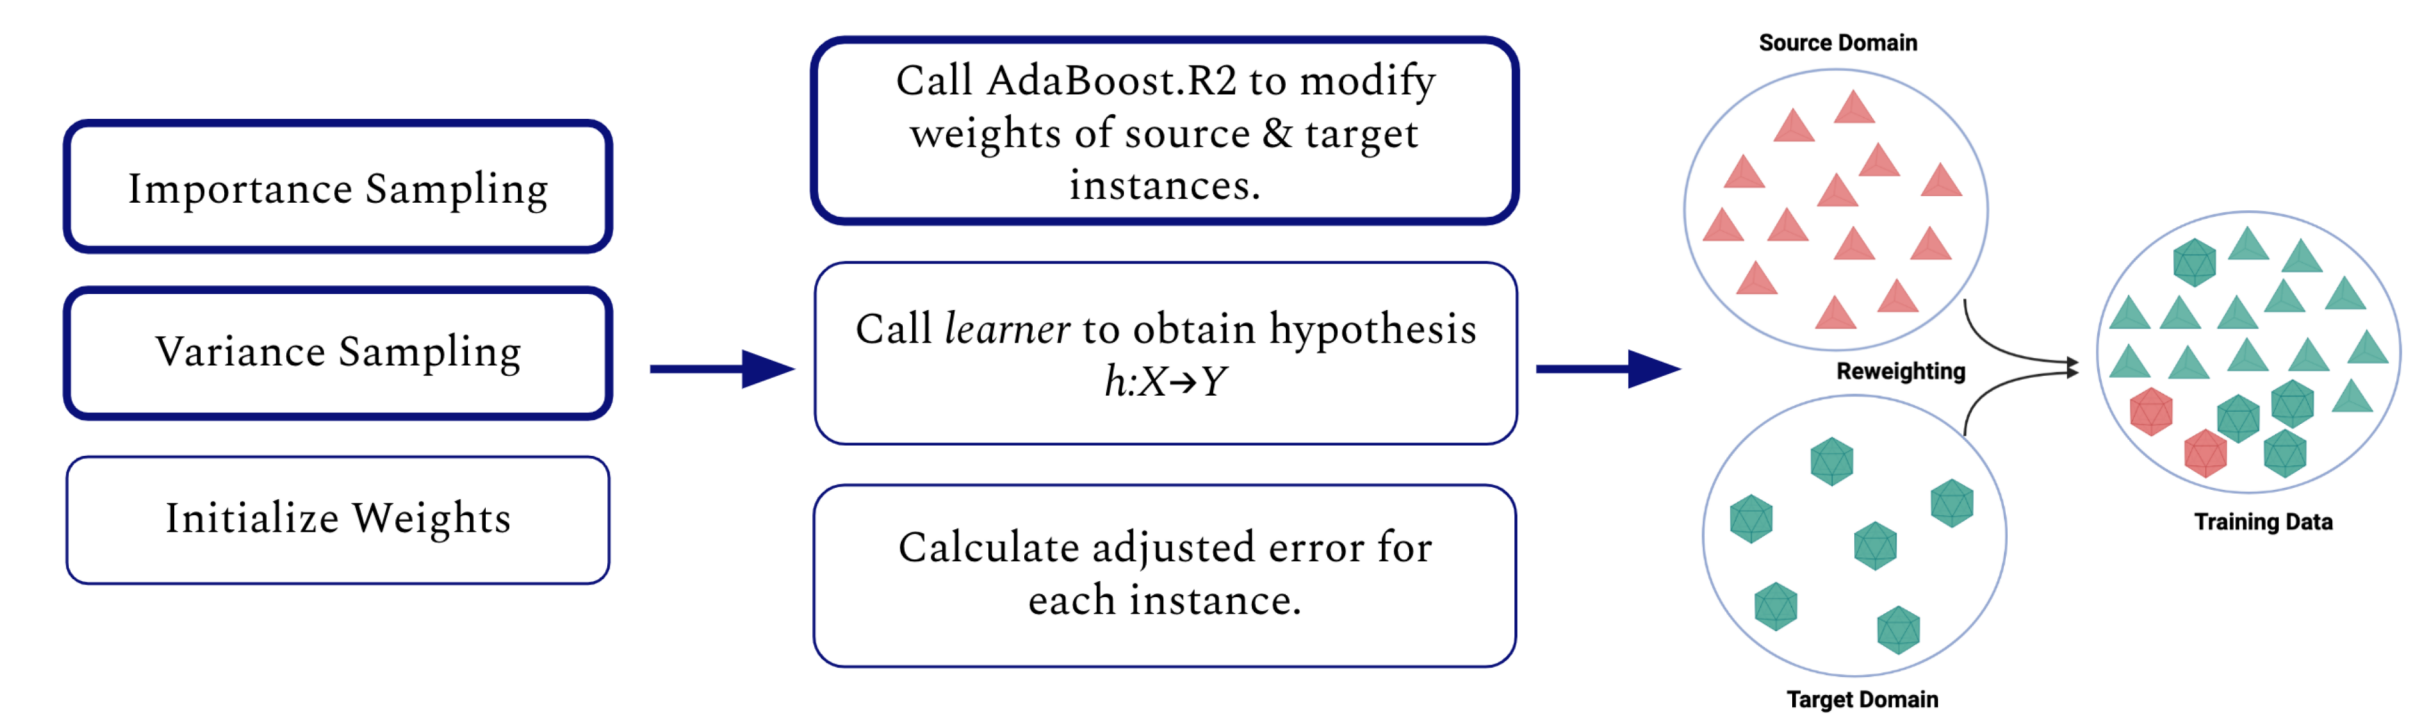 Importance Sampling
Variance Sampling
Initialize Weights
Call AdaBoost.R2 to modify
weights of source & target
instances.
Call learner to obtain hypothesis
h:X→Y
Calculate adjusted error for
each instance.
Source Domain
Reweighting
Target Domain
Training Data